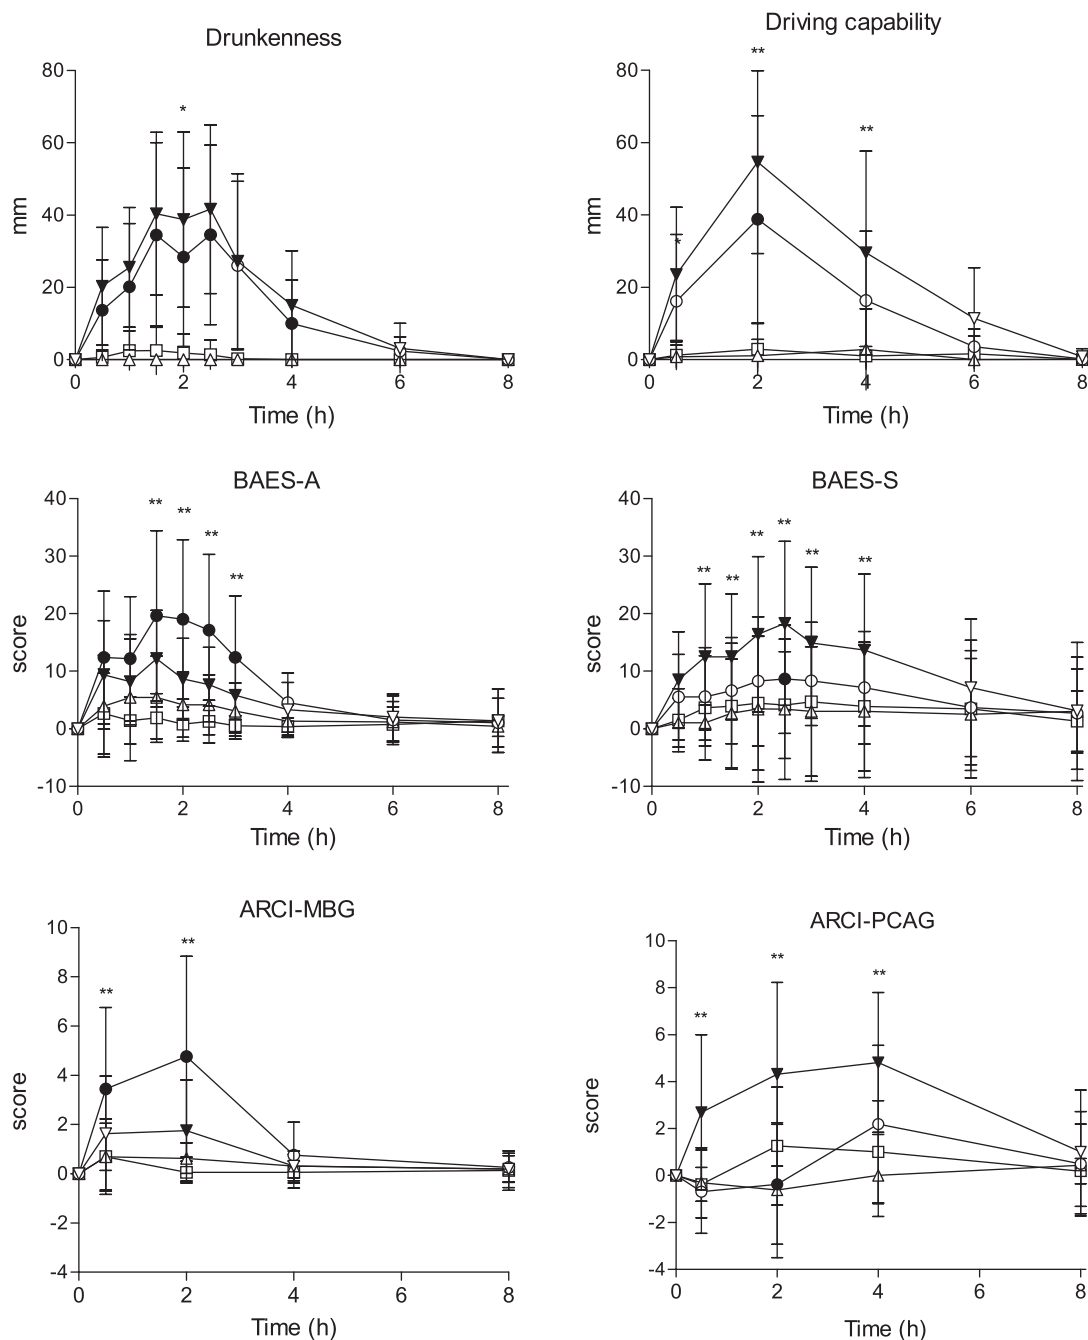 Drunkenness
80
60
40
20
0
mm
*
0 2 4 6 8
Time (h)
Driving capability
80
60
40
20
0
mm
*
**
**
0 2 4 6 8
Time (h)
BAES-A
40
30
20
10
0
-10
score
** ** ** **
0 2 4 6 8
Time (h)
BAES-S
40
30
20
10
0
-10
score
** ** ** ** ** **
0 2 4 6 8
Time (h)
ARCI-MBG
10
8
6
4
2
0
-2
-4
score
** **
0 2 4 6 8
Time (h)
ARCI-PCAG
10
8
6
4
2
0
-2
-4
score
** ** **
0 2 4 6 8
Time (h)